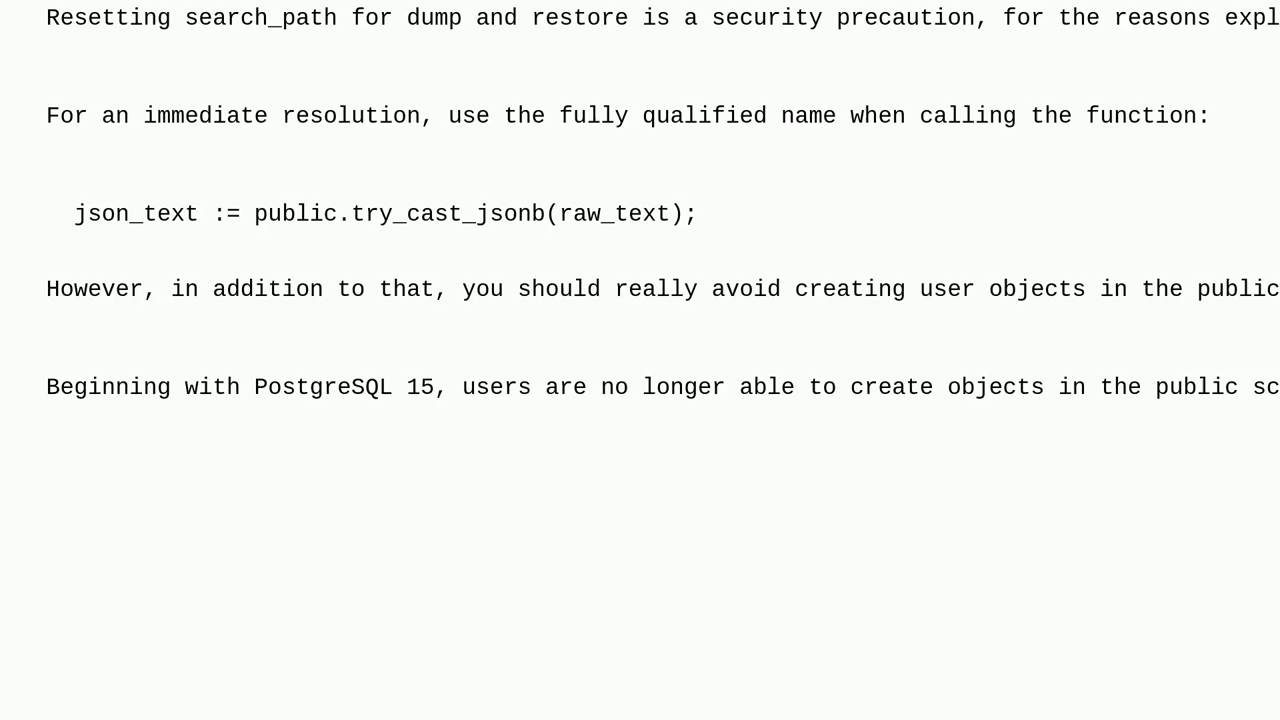 Resetting search_path for dump and restore is a security precaution, for the reasons expl
For an immediate resolution, use the fully qualified name when calling the function:
json_text := public.try_cast_jsonb(raw_text);
However, in addition to that, you should really avoid creating user objects in the public
Beginning with PostgreSQL 15, users are no longer able to create objects in the public sc